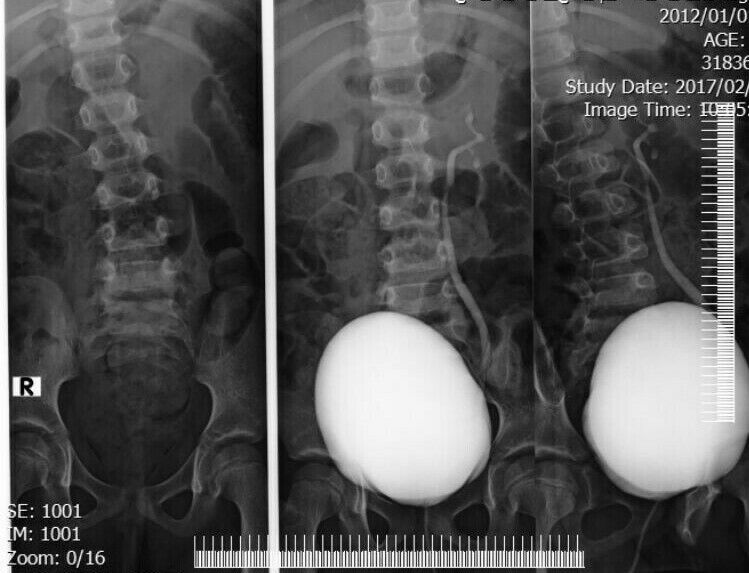 2012/01/0
AGE:
31836
Study Date: 2017/02/
Image Time:
R
SE: 1001
IM: 1001
Zoom: 0/16